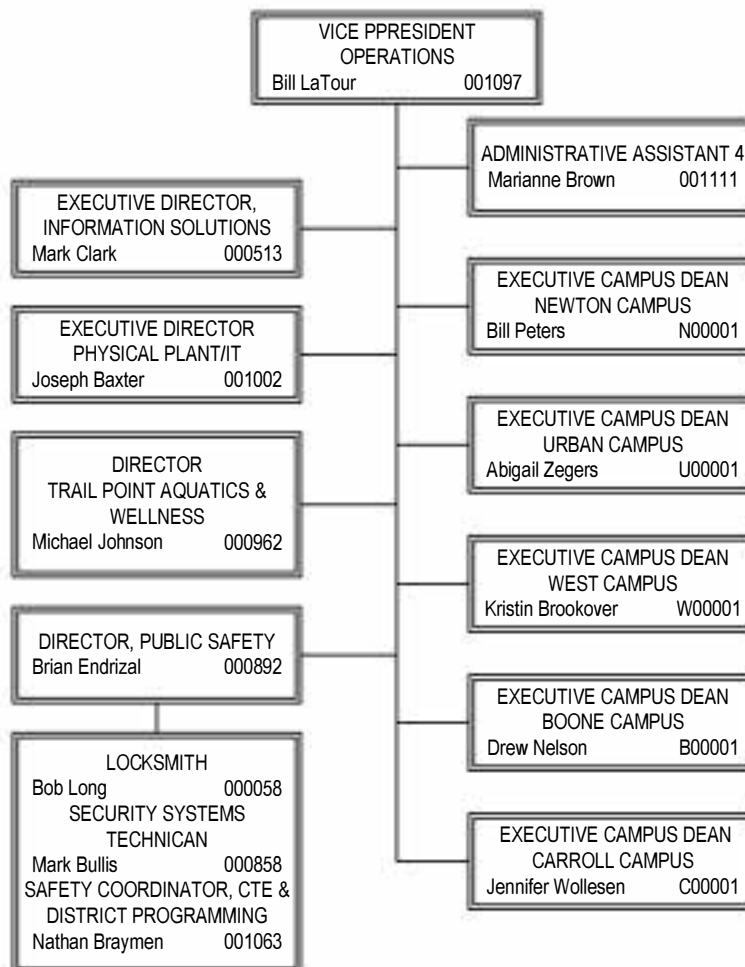 VICE PPRESIDENT
OPERATIONS
Bill LaTour 001097
ADMINISTRATIVE ASSISTANT 4
Marianne Brown 001111
EXECUTIVE DIRECTOR,
INFORMATION SOLUTIONS
Mark Clark 000513
EXECUTIVE CAMPUS DEAN
NEWTON CAMPUS
Bill Peters N00001
EXECUTIVE DIRECTOR
PHYSICAL PLANT/IT
Joseph Baxter 001002
EXECUTIVE CAMPUS DEAN
URBAN CAMPUS
Abigail Zegers U00001
DIRECTOR
TRAIL POINT AQUATICS &
WELLNESS
Michael Johnson 000962
EXECUTIVE CAMPUS DEAN
WEST CAMPUS
Kristin Brookover W00001
DIRECTOR, PUBLIC SAFETY
Brian Endrizal 000892
EXECUTIVE CAMPUS DEAN
BOONE CAMPUS
Drew Nelson B00001
LOCKSMITH
Bob Long 000058
SECURITY SYSTEMS
TECHNICAN
Mark Bullis 000858
SAFETY COORDINATOR, CTE &
DISTRICT PROGRAMMING
Nathan Braymen 001063
EXECUTIVE CAMPUS DEAN
CARROLL CAMPUS
Jennifer Wollesen C00001